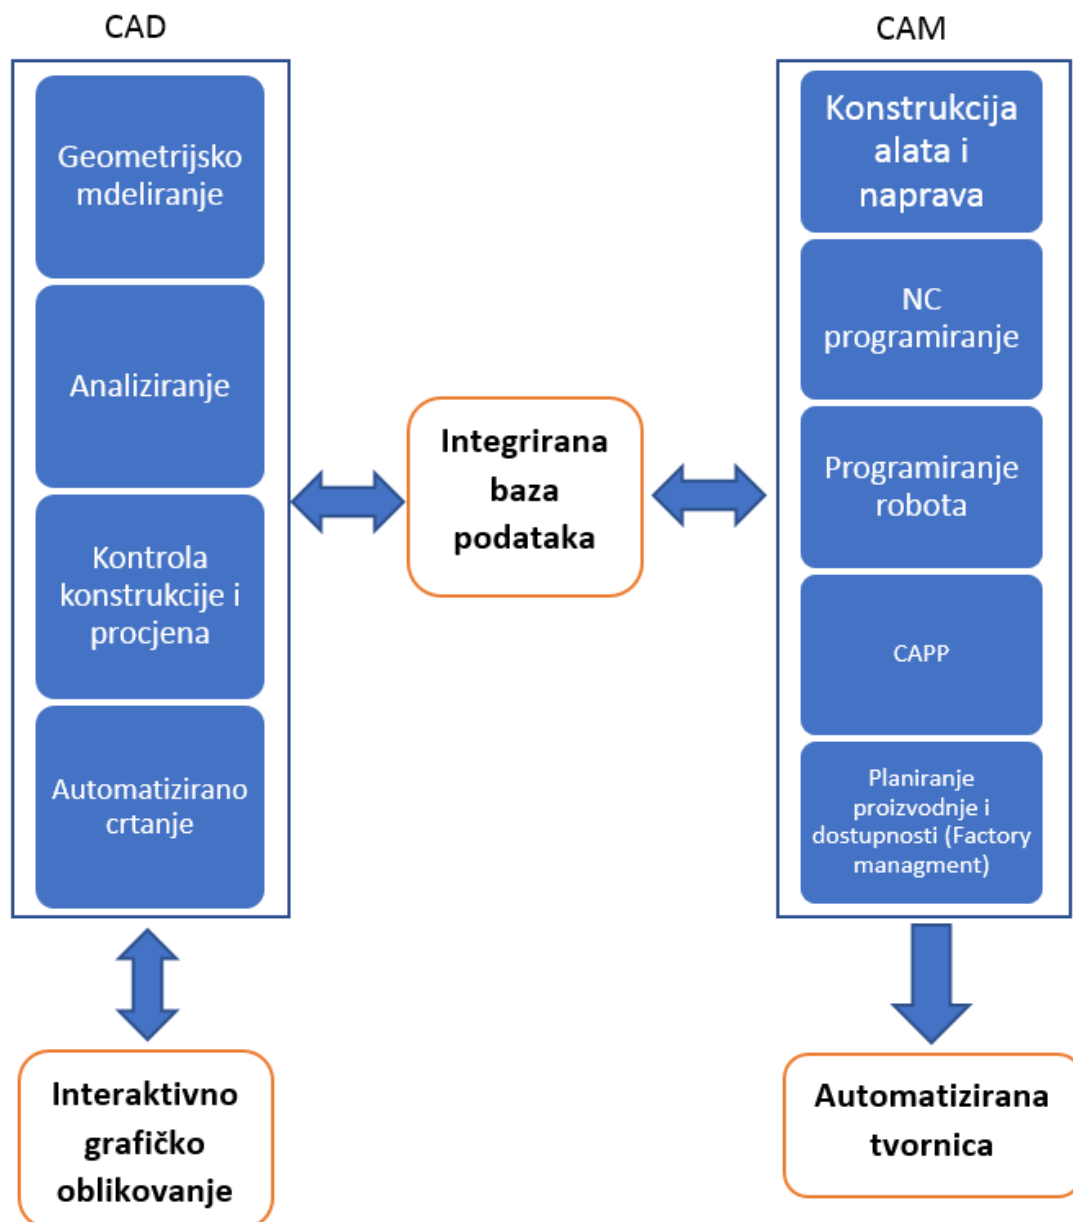 CAD
Geometrijsko
mdeliranje
Analiziranje
Kontrola
konstrukcije i
procjena
Automatizirano
crtanje
Interaktivno
grafičko
oblikovanje
Integrirana
baza
podataka
CAM
Konstrukcija
alata i
naprava
NC
programiranje
Programiranje
robota
CAPP
Planiranje
proizvodnje i
dostupnosti (Factory
managment)
Automatizirana
tvornica